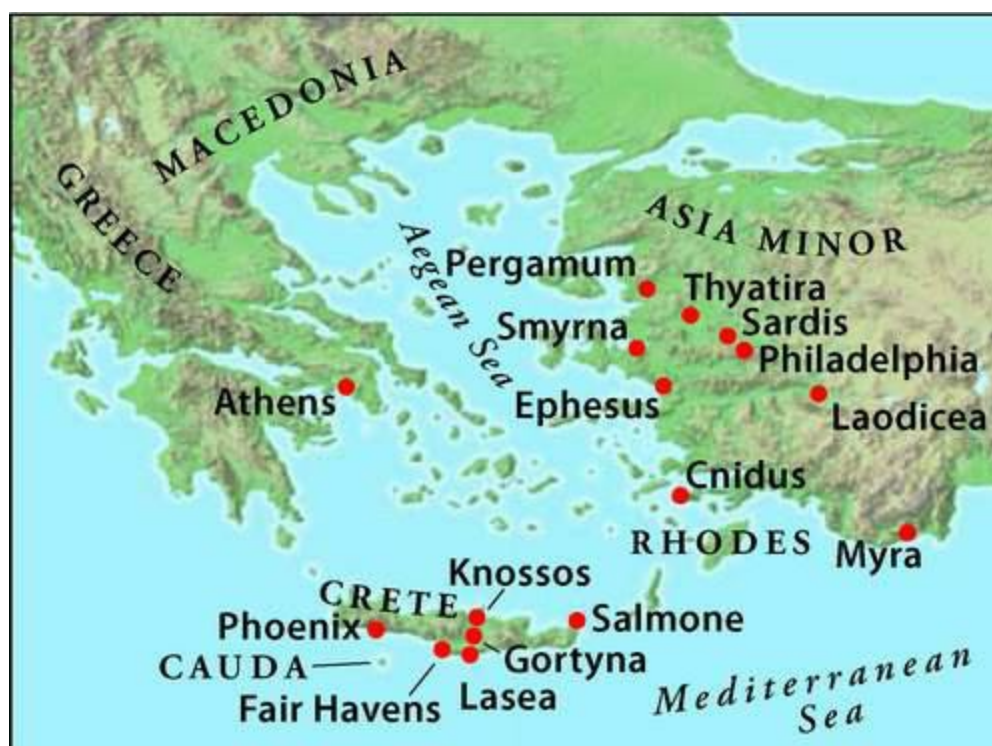 MACEDONIA
GREECE
ASIA MINOR
Aegean Sea
Pergamum
Thyatira
Smyrna
Sardis
Philadelphia
Athens
Ephesus
Laodicea
Cnidus
RHODES
Myra
Knossos
CRETE
Phoenix
Salmone
CAUDA
Gortyna
Fair Havens
Lasea
Mediterranean
Sea